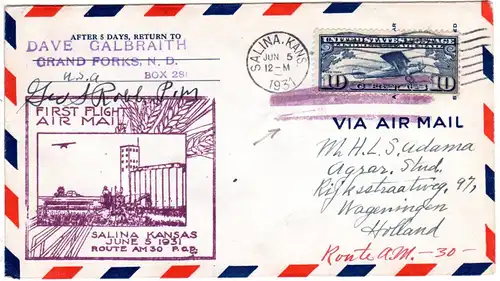 AFTER 5 DAYS, RETURN TO
DAVE GALBRAITH
GRAND FORKS, N. D.
U.S.A
BOX 281
P.M
FIRST FLIGHT
AIR MAIL
SALINA KANSAS
JUNE 5 1931
ROUTE AM 30
SALINA, KANS.
JUN 5
12-M
1931
UNITED STATES POSTAGE
10 10
VIA AIR MAIL
Mr H.L.S. Adama
Agrar. Stud.
Rijksstraatweg. 97,
Wageningen
Holland
Route A.M. -30-